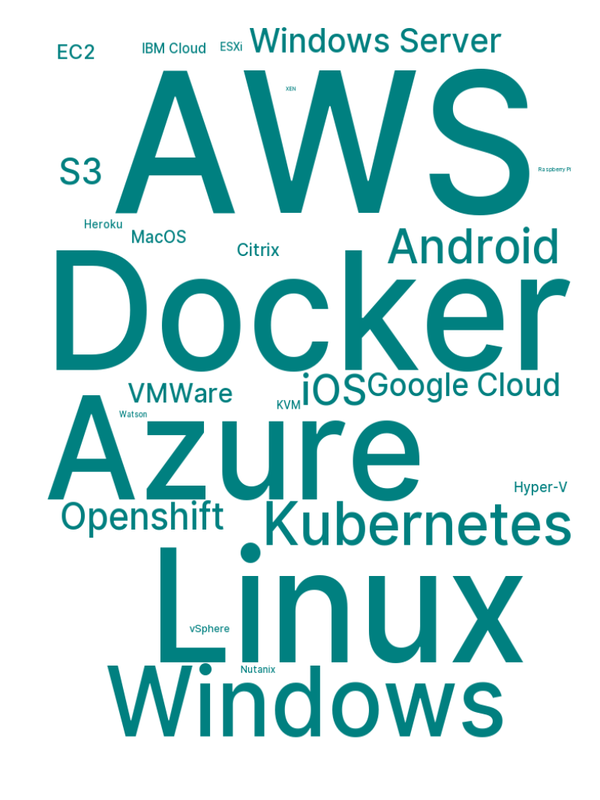 EC2
IBM Cloud
ESXi
Windows Server
AWS
XEN
S3
Raspberry Pi
Heroku
MacOS
Citrix
Android
Docker
VMWare
iOS
Google Cloud
Watson
KVM
Azure
Hyper-V
Openshift
Kubernetes
Linux
vSphere
Nutanix
Windows